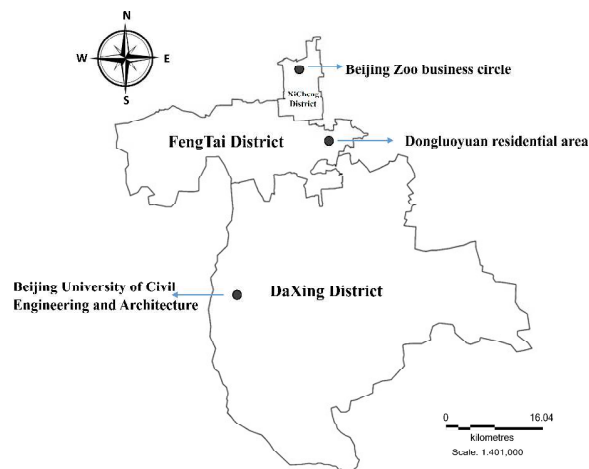 N
W
E
S
Beijing Zoo business circle
XiCheng
District
FengTai District
Dongluoyuan residential area
Beijing University of Civil
Engineering and Architecture
DaXing District
0
16.04
kilometres
Scale: 1:401,000